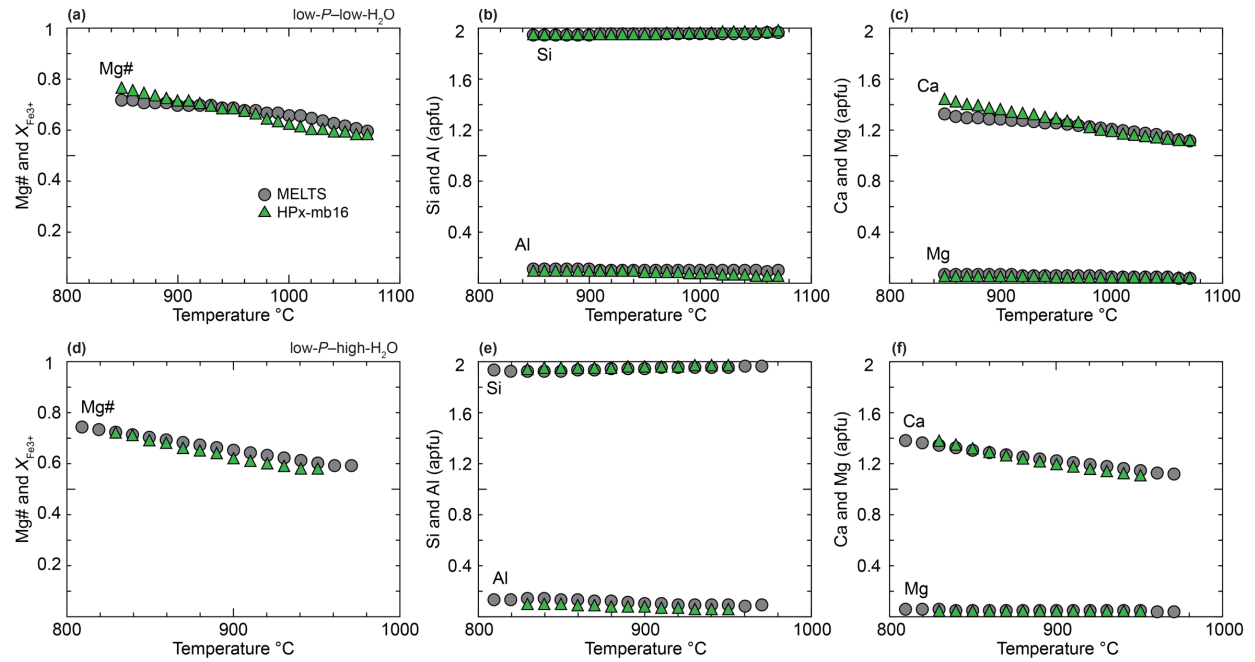 (a)
low-P–low-H₂O
1
0.8
0.6
0.4
0.2
Mg# and X_Fe3+
Mg#
MELTS
HPx-mb16
800 900 1000 1100
Temperature °C
(b)
2
1.6
1.2
0.8
0.4
Si and Al (apfu)
Si
Al
800 900 1000 1100
Temperature °C
(c)
2
1.6
1.2
0.8
0.4
Ca and Mg (apfu)
Ca
Mg
800 900 1000 1100
Temperature °C
(d)
low-P–high-H₂O
1
0.8
0.6
0.4
0.2
Mg# and X_Fe3+
Mg#
800 900 1000
Temperature °C
(e)
2
1.6
1.2
0.8
0.4
Si and Al (apfu)
Si
Al
800 900 1000
Temperature °C
(f)
2
1.6
1.2
0.8
0.4
Ca and Mg (apfu)
Ca
Mg
800 900 1000
Temperature °C